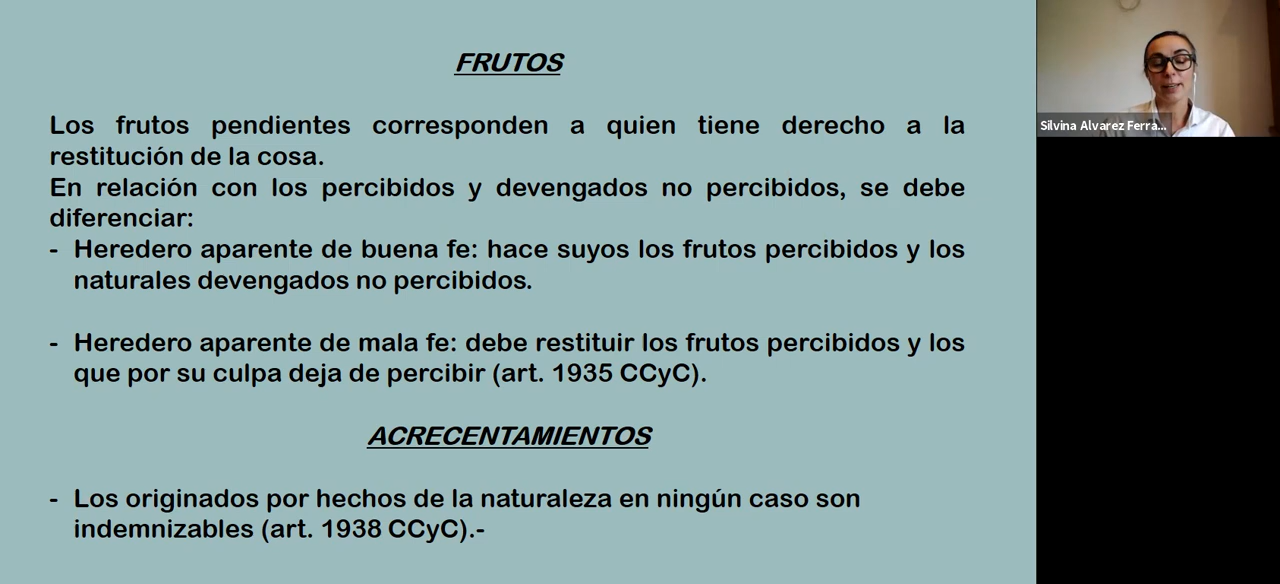 FRUTOS
Los frutos pendientes corresponden a quien tiene derecho a la
restitución de la cosa.
En relación con los percibidos y devengados no percibidos, se debe
diferenciar:
- Heredero aparente de buena fe: hace suyos los frutos percibidos y los
naturales devengados no percibidos.
- Heredero aparente de mala fe: debe restituir los frutos percibidos y los
que por su culpa deja de percibir (art. 1935 CCyC).
ACRECENTAMIENTOS
- Los originados por hechos de la naturaleza en ningún caso son
indemnizables (art. 1938 CCyC).-
Silvina Alvarez Ferra...